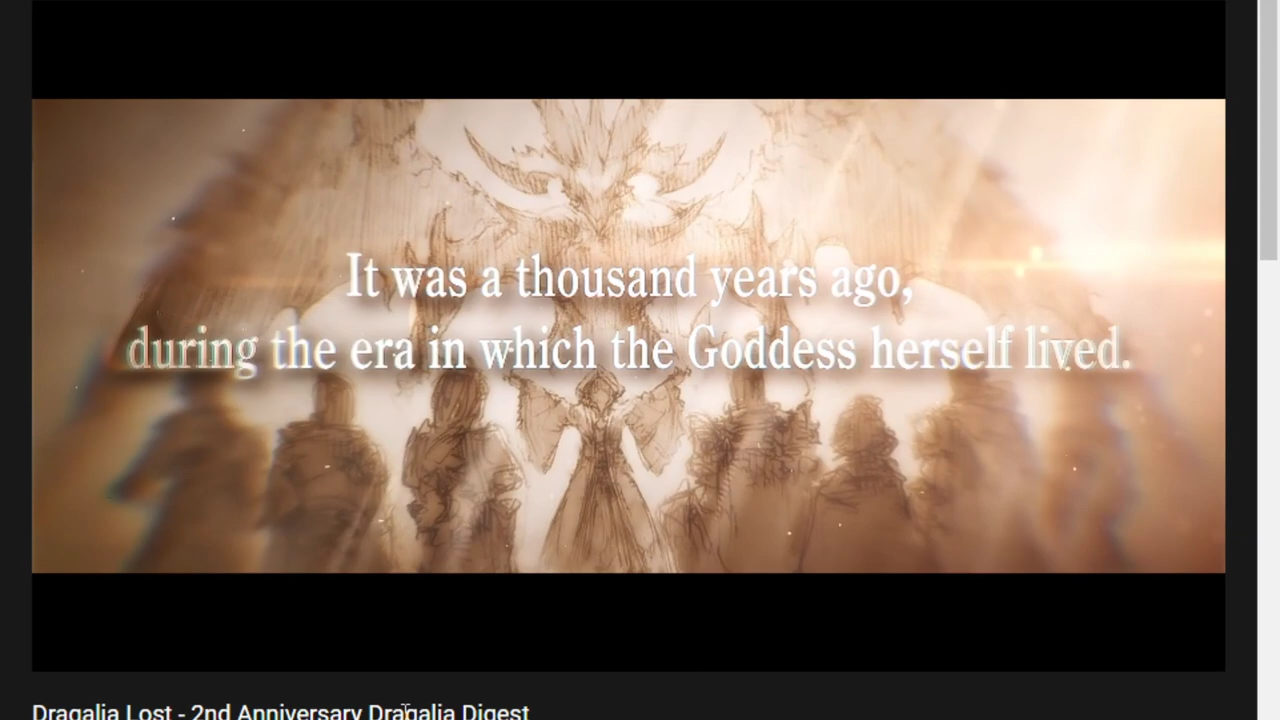 It was a thousand years ago,
during the era in which the Goddess herself lived.
Dragalia Lost - 2nd Anniversary Dragalia Digest